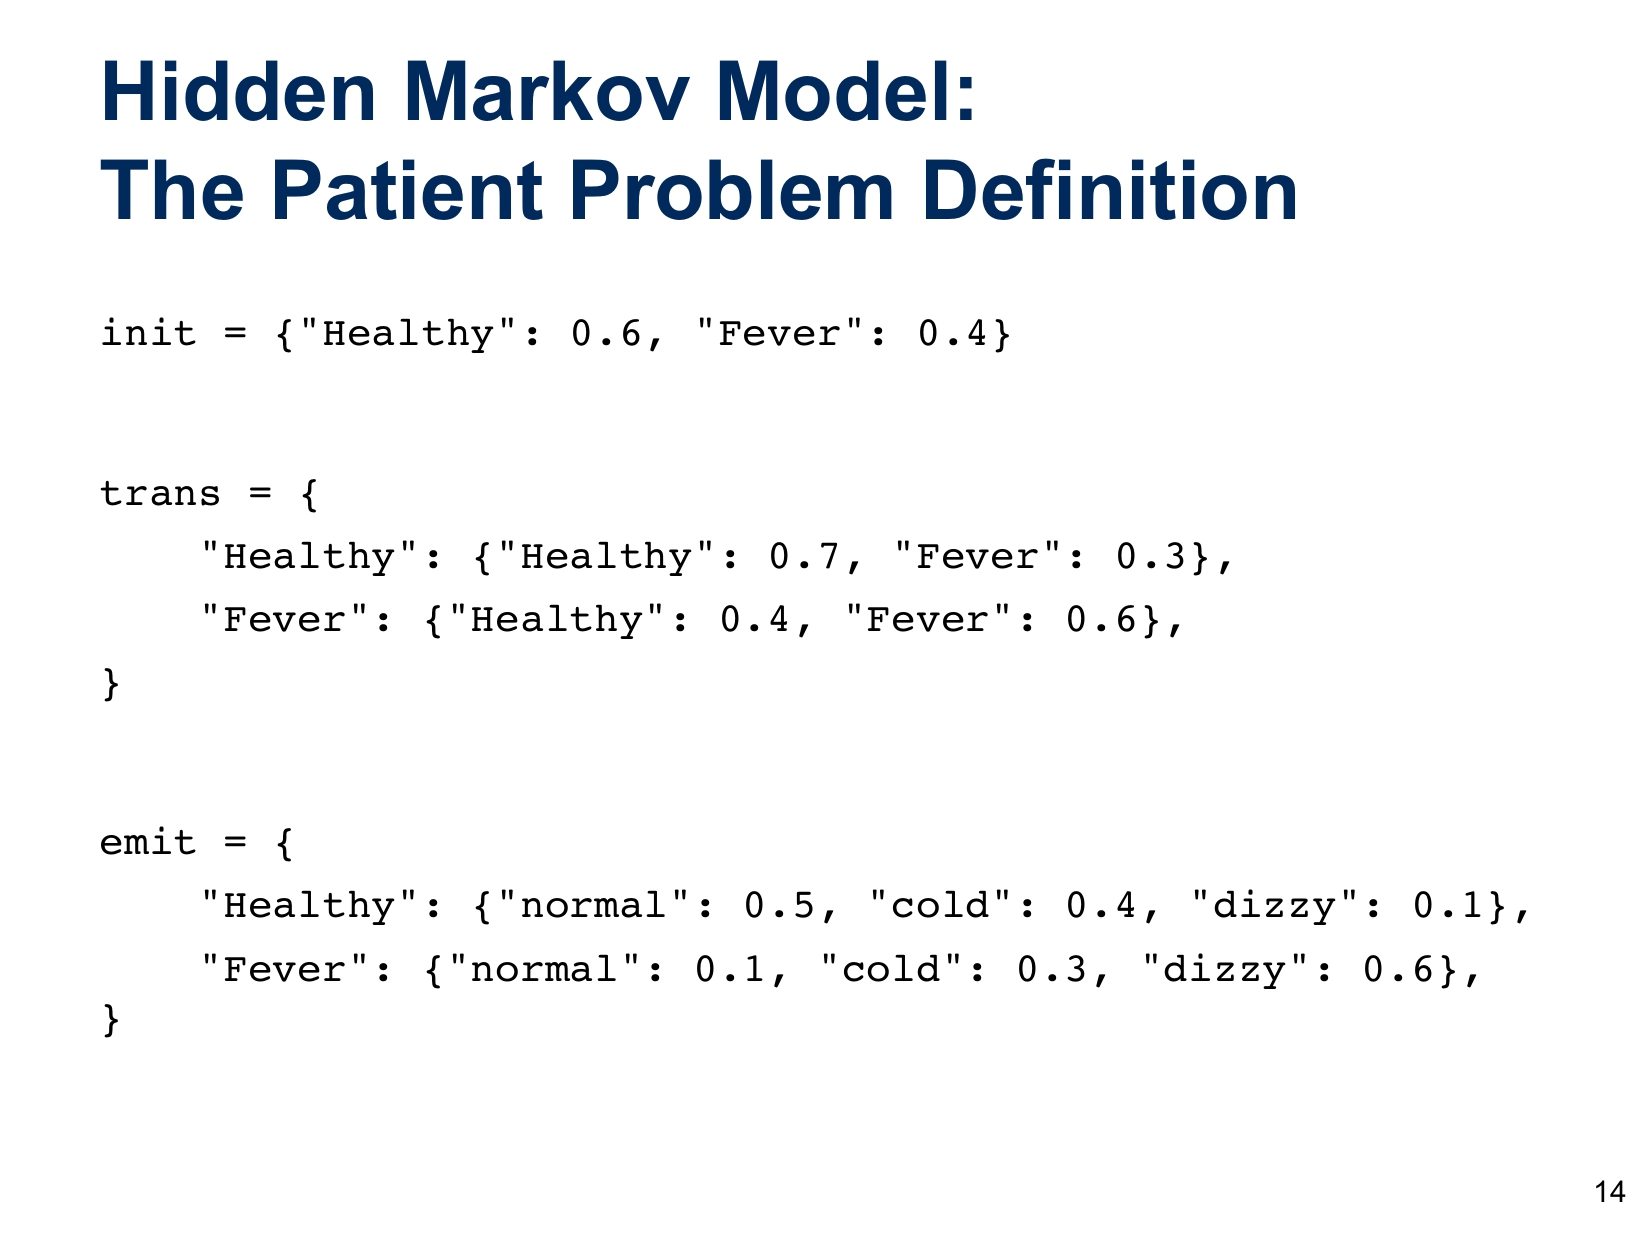 Hidden Markov Model:
The Patient Problem Definition
init = {"Healthy": 0.6, "Fever": 0.4}
trans = {
    "Healthy": {"Healthy": 0.7, "Fever": 0.3},
    "Fever": {"Healthy": 0.4, "Fever": 0.6},
}
emit = {
    "Healthy": {"normal": 0.5, "cold": 0.4, "dizzy": 0.1},
    "Fever": {"normal": 0.1, "cold": 0.3, "dizzy": 0.6},
}
14